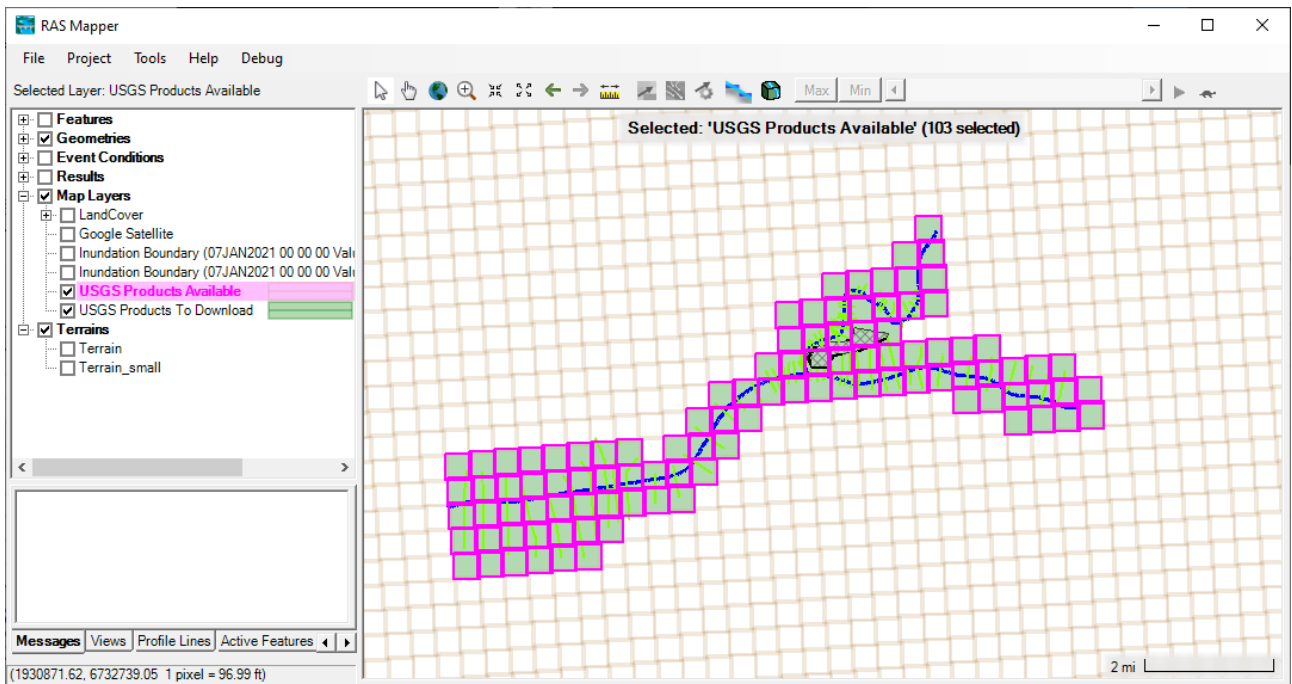 RAS Mapper
File Project Tools Help Debug
Selected Layer: USGS Products Available
Max Min
Features
Geometries
Event Conditions
Results
Map Layers
LandCover
Google Satellite
Inundation Boundary (07JAN2021 00 00 00 Valu
Inundation Boundary (07JAN2021 00 00 00 Valu
USGS Products Available
USGS Products To Download
Terrains
Terrain
Terrain_small
Selected: 'USGS Products Available' (103 selected)
Messages Views Profile Lines Active Features
(1930871.62, 6732739.05 1 pixel = 96.99 ft)
2 mi